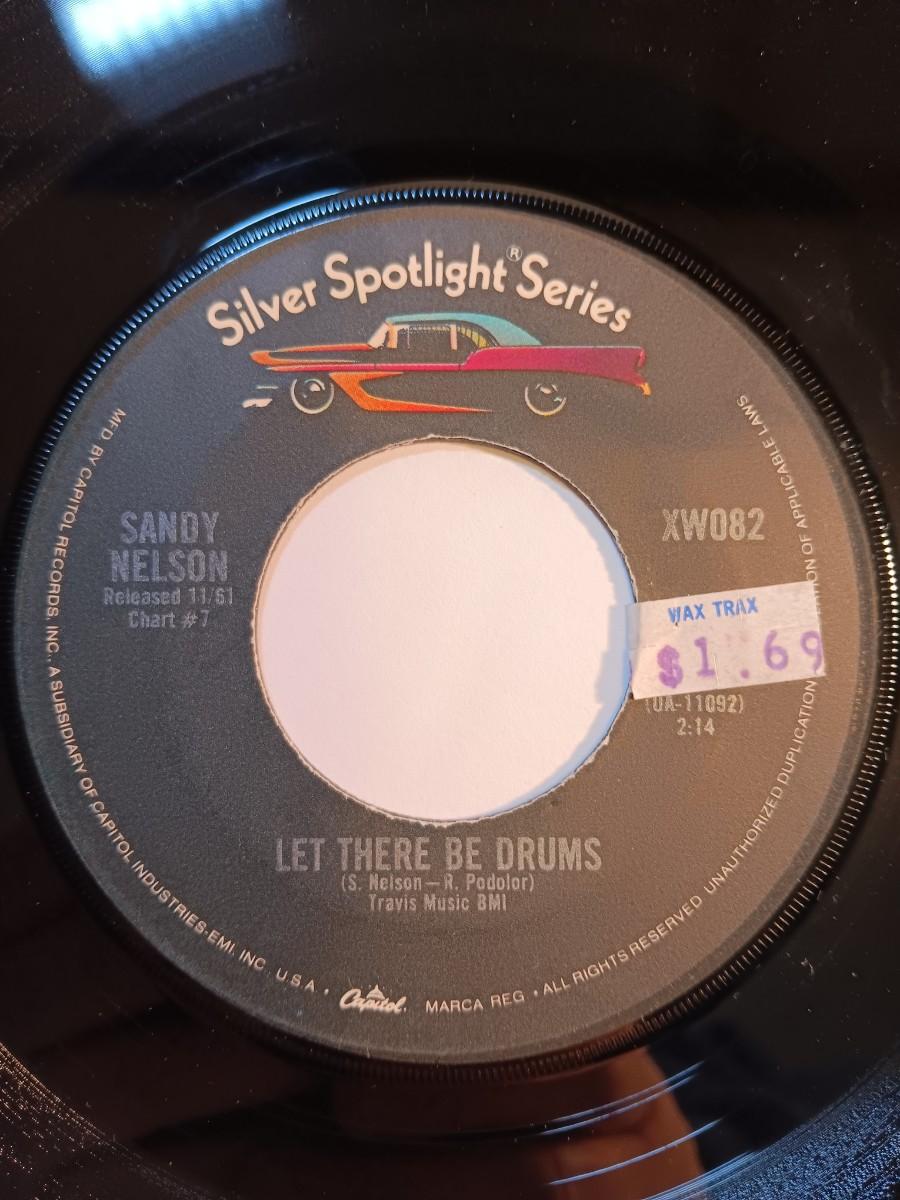 Silver Spotlight® Series
SANDY
NELSON
Released 11/61
Chart #7
XW082
WAX TRAX
$1.69
(UA-11092)
2:14
LET THERE BE DRUMS
(S. Nelson — R. Podolor)
Travis Music BMI
MFD BY CAPITOL RECORDS, INC., A SUBSIDIARY OF CAPITOL INDUSTRIES-EMI, INC U.S.A. • Capitol. MARCA REG • ALL RIGHTS RESERVED UNAUTHORIZED DUPLICATION OF APPLICABLE LAWS